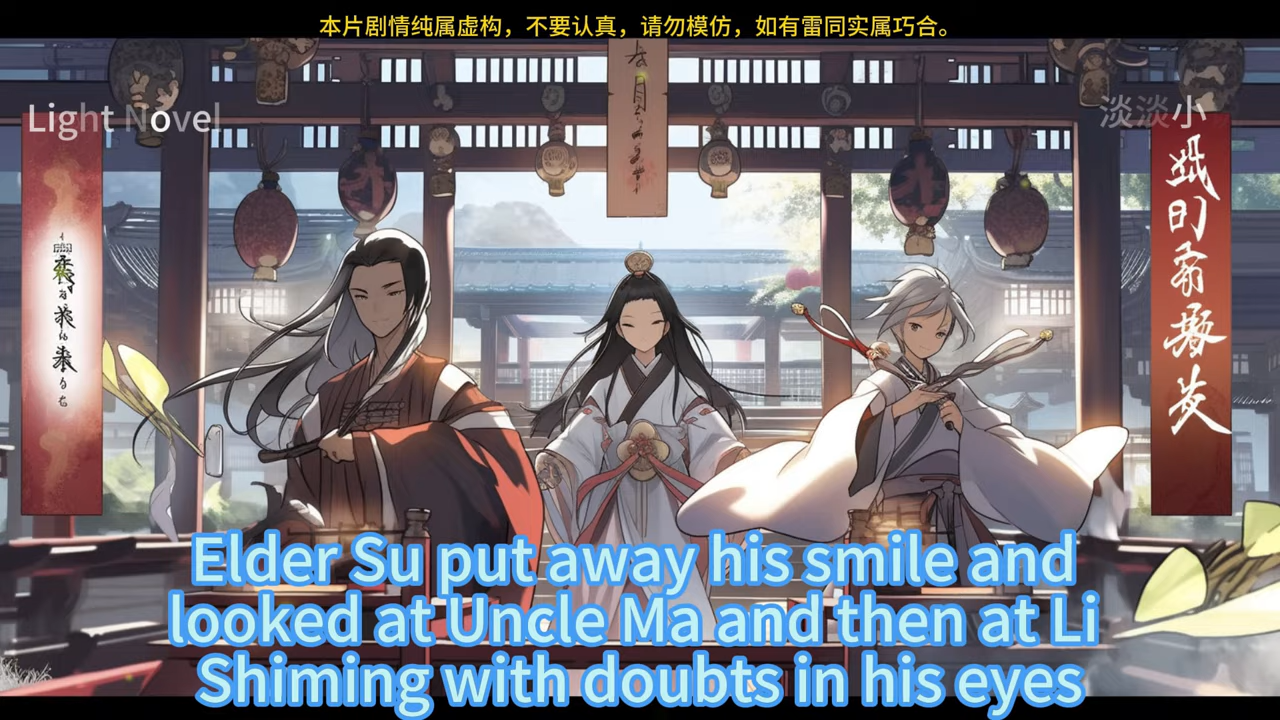 本片剧情纯属虚构，不要认真，请勿模仿，如有雷同实属巧合。
Light Novel
淡淡小
Elder Su put away his smile and
looked at Uncle Ma and then at Li
Shiming with doubts in his eyes